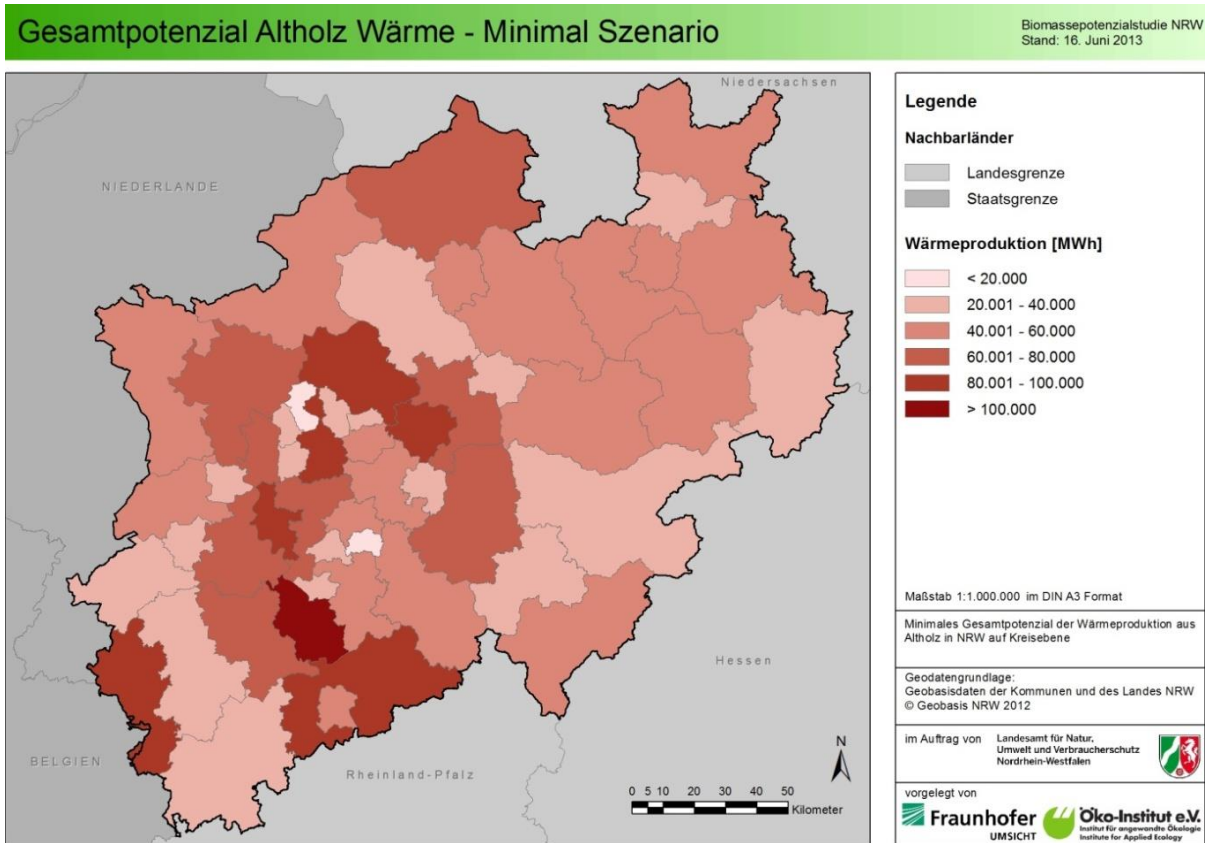 Gesamtpotenzial Altholz Wärme - Minimal Szenario
Biomassepotenzialstudie NRW
Stand: 16. Juni 2013
Niedersachsen
NIEDERLANDE
Hessen
BELGIEN
Rheinland-Pfalz
N
0 5 10 20 30 40 50
Kilometer
Legende
Nachbarländer
Landesgrenze
Staatsgrenze
Wärmeproduktion [MWh]
< 20.000
20.001 - 40.000
40.001 - 60.000
60.001 - 80.000
80.001 - 100.000
> 100.000
Maßstab 1:1.000.000 im DIN A3 Format
Minimales Gesamtpotenzial der Wärmeproduktion aus
Altholz in NRW auf Kreisebene
Geodatengrundlage:
Geobasisdaten der Kommunen und des Landes NRW
© Geobasis NRW 2012
im Auftrag von
Landesamt für Natur,
Umwelt und Verbraucherschutz
Nordrhein-Westfalen
vorgelegt von
Fraunhofer
UMSICHT
Öko-Institut e.V.
Institut für angewandte Ökologie
Institute for Applied Ecology